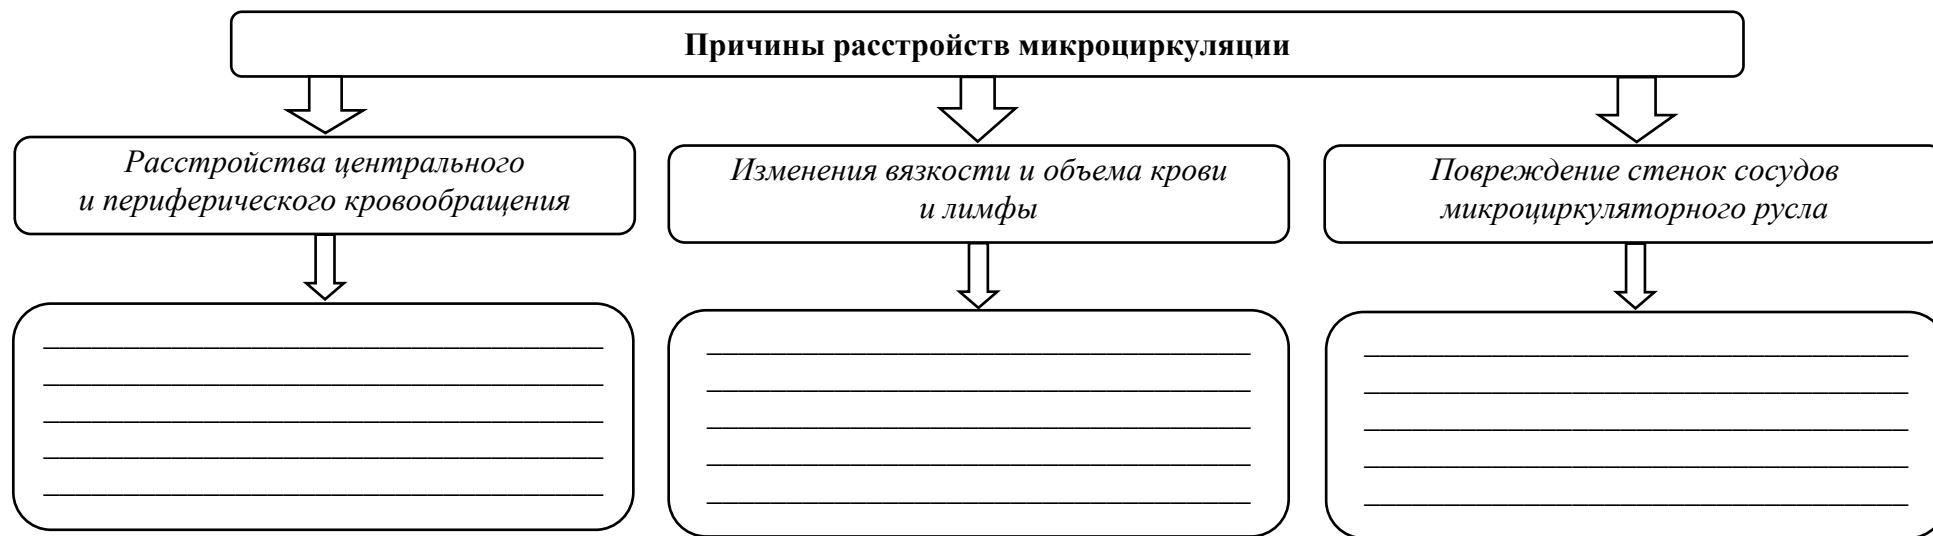 Причины расстройств микроциркуляции
Расстройства центрального
и периферического кровообращения
Изменения вязкости и объема крови
и лимфы
Повреждение стенок сосудов
микроциркуляторного русла